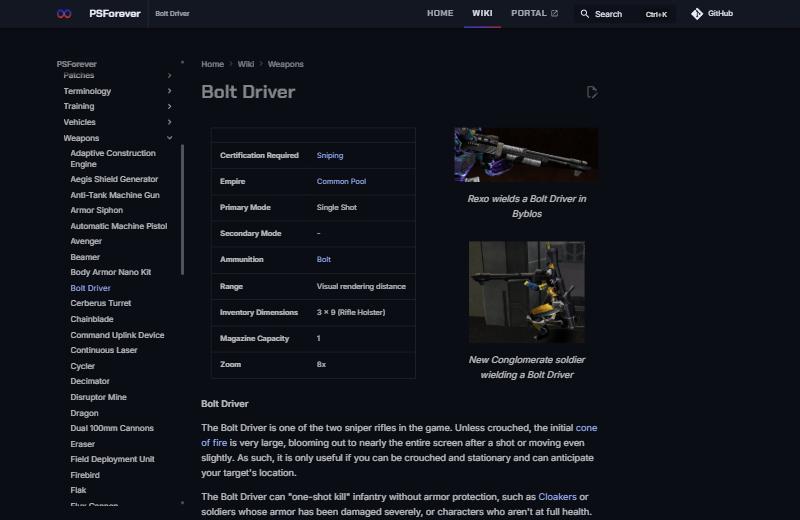 PSForever
Bolt Driver
HOME
WIKI
PORTAL
Search
Ctrl+K
GitHub
PSForever
Patches
Terminology
Training
Vehicles
Weapons
Adaptive Construction
Engine
Aegis Shield Generator
Anti-Tank Machine Gun
Armor Siphon
Automatic Machine Pistol
Avenger
Beamer
Body Armor Nano Kit
Bolt Driver
Cerberus Turret
Chainblade
Command Uplink Device
Continuous Laser
Cycler
Decimator
Disruptor Mine
Dragon
Dual 100mm Cannons
Eraser
Field Deployment Unit
Firebird
Flak
Flux Cannon
Home > Wiki > Weapons
Bolt Driver
Certification Required Sniping
Empire Common Pool
Primary Mode Single Shot
Secondary Mode -
Ammunition Bolt
Range Visual rendering distance
Inventory Dimensions 3 × 9 (Rifle Holster)
Magazine Capacity 1
Zoom 8x
Rexo wields a Bolt Driver in
Byblos
New Conglomerate soldier
wielding a Bolt Driver
Bolt Driver
The Bolt Driver is one of the two sniper rifles in the game. Unless crouched, the initial cone
of fire is very large, blooming out to nearly the entire screen after a shot or moving even
slightly. As such, it is only useful if you can be crouched and stationary and can anticipate
your target's location.
The Bolt Driver can "one-shot kill" infantry without armor protection, such as Cloakers or
soldiers whose armor has been damaged severely, or characters who aren't at full health.